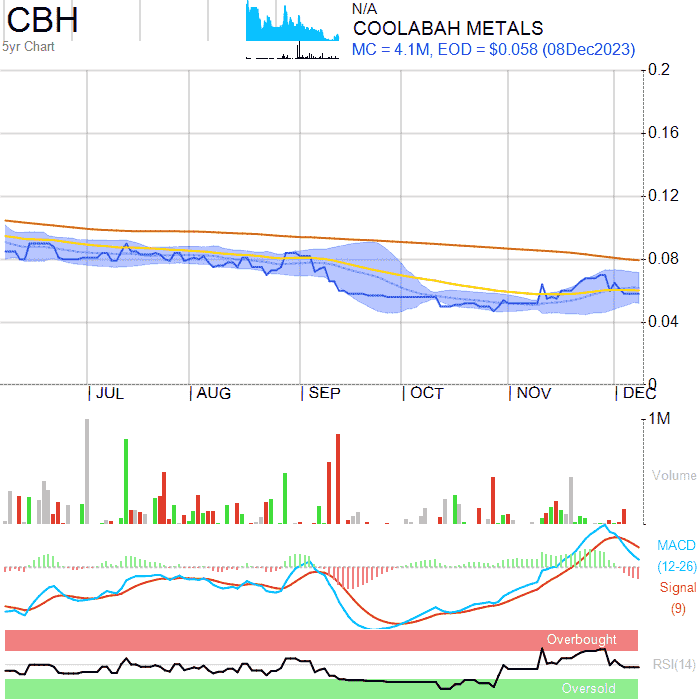 CBH
5yr Chart
N/A
COOLABAH METALS
MC = 4.1M, EOD = $0.058 (08Dec2023)
0.2
0.16
0.12
0.08
0.04
0
JUL AUG SEP OCT NOV DEC
1M
Volume
MACD
(12-26)
Signal
(9)
Overbought
RSI(14)
Oversold